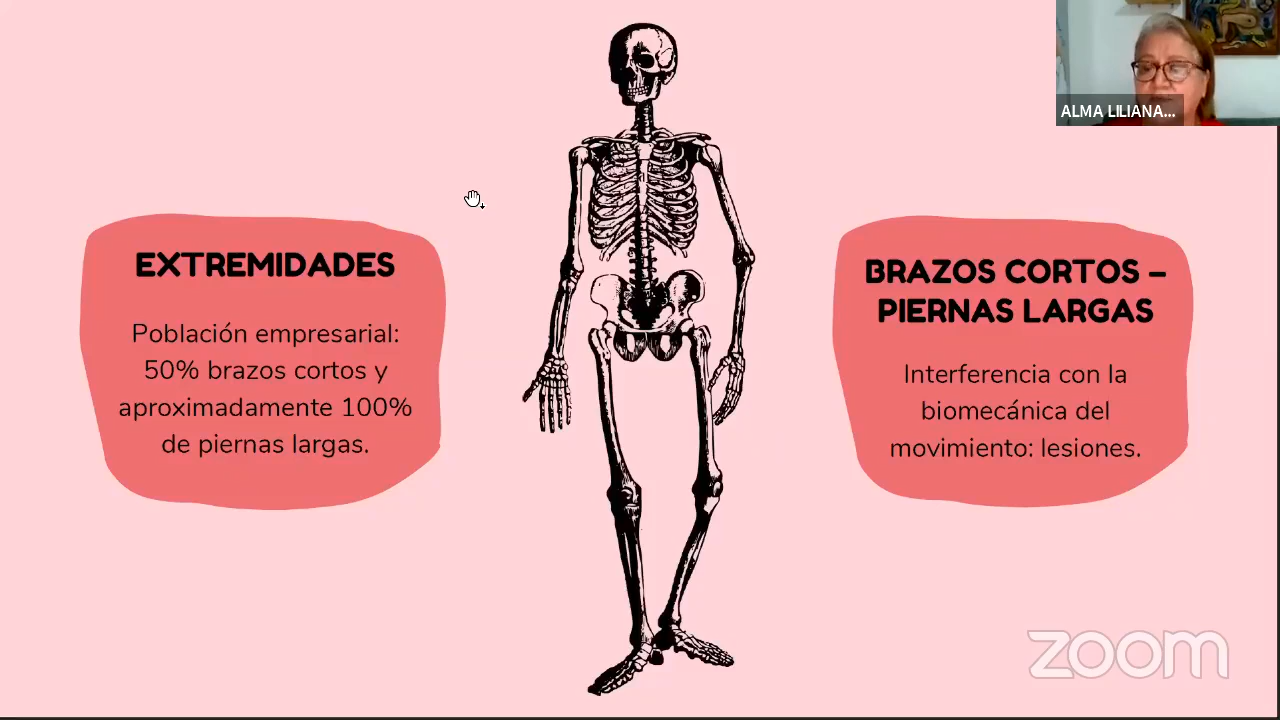 ALMA LILIANA...
EXTREMIDADES
Población empresarial:
50% brazos cortos y
aproximadamente 100%
de piernas largas.
BRAZOS CORTOS –
PIERNAS LARGAS
Interferencia con la
biomecánica del
movimiento: lesiones.
zoom